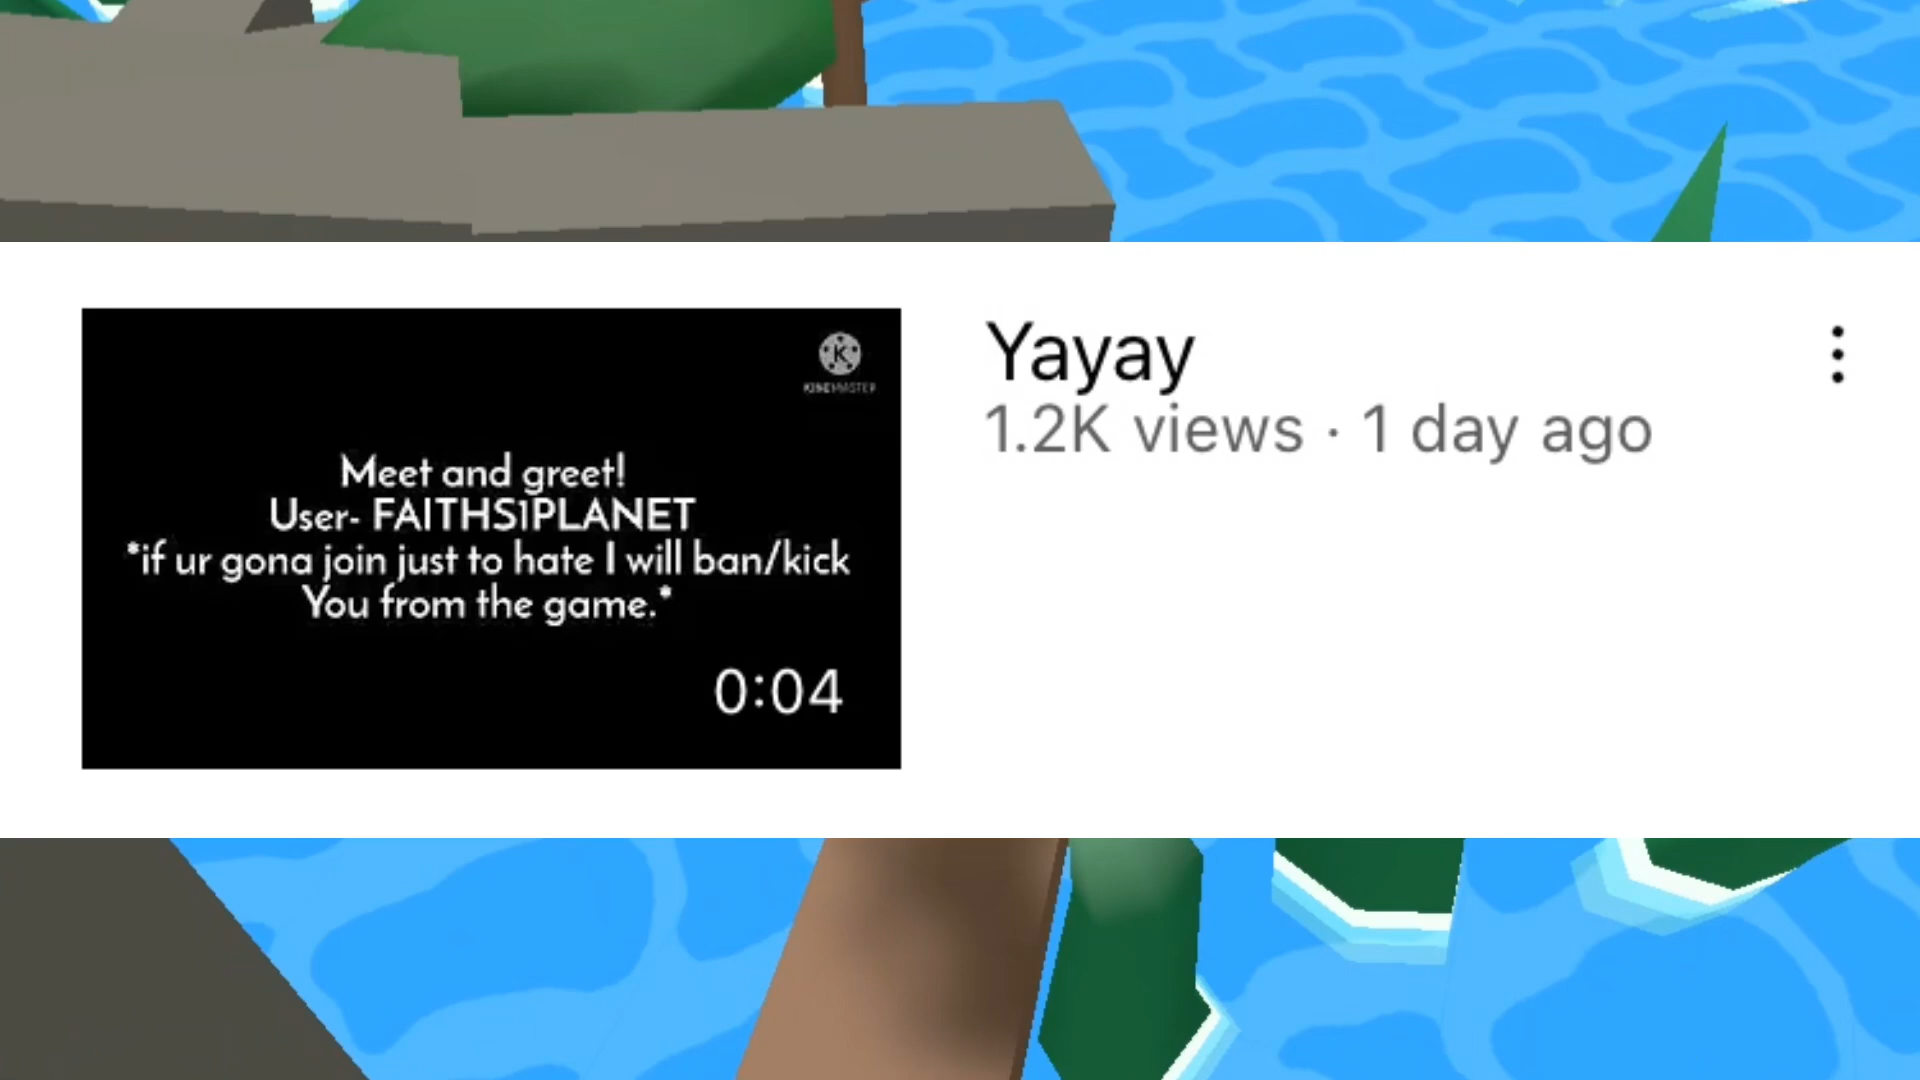 K
KINEMASTER
Meet and greet!
User- FAITHS1PLANET
*if ur gona join just to hate I will ban/kick
You from the game.*
0:04
Yayay
1.2K views · 1 day ago